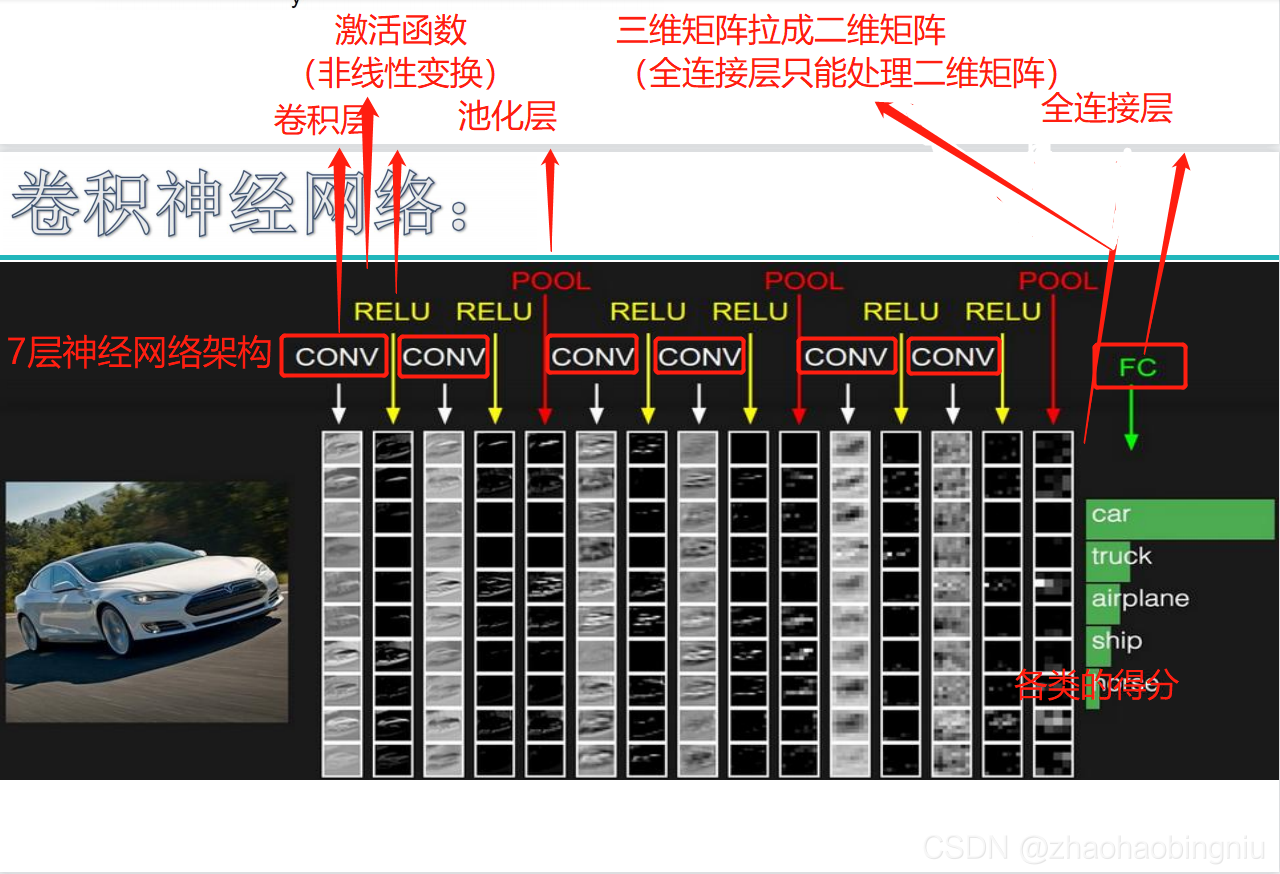 y
激活函数
（非线性变换）
卷积层
池化层
三维矩阵拉成二维矩阵
（全连接层只能处理二维矩阵）
全连接层
卷积神经网络：
POOL POOL POOL
RELU RELU RELU RELU RELU RELU
7层神经网络架构 CONV CONV CONV CONV CONV CONV FC
car
truck
airplane
ship
horse
各类的得分
CSDN @zhaohaobingniu